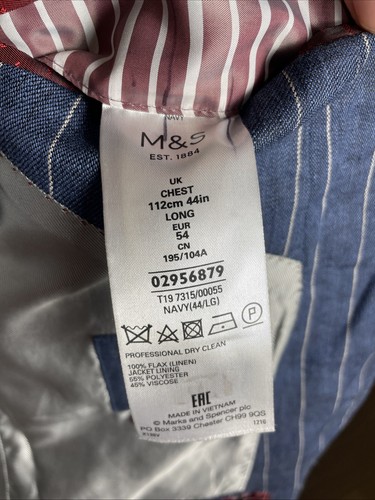 NAVY
M&S
EST. 1884
UK
CHEST
112cm 44in
LONG
EUR
54
CN
195/104A
02956879
T19 7315/00055
NAVY(44/LG)
P
PROFESSIONAL DRY CLEAN
100% FLAX (LINEN)
JACKET LINING
55% POLYESTER
45% VISCOSE
EAC
MADE IN VIETNAM
© Marks and Spencer plc
PO Box 3339 Chester CH99 9QS
1216